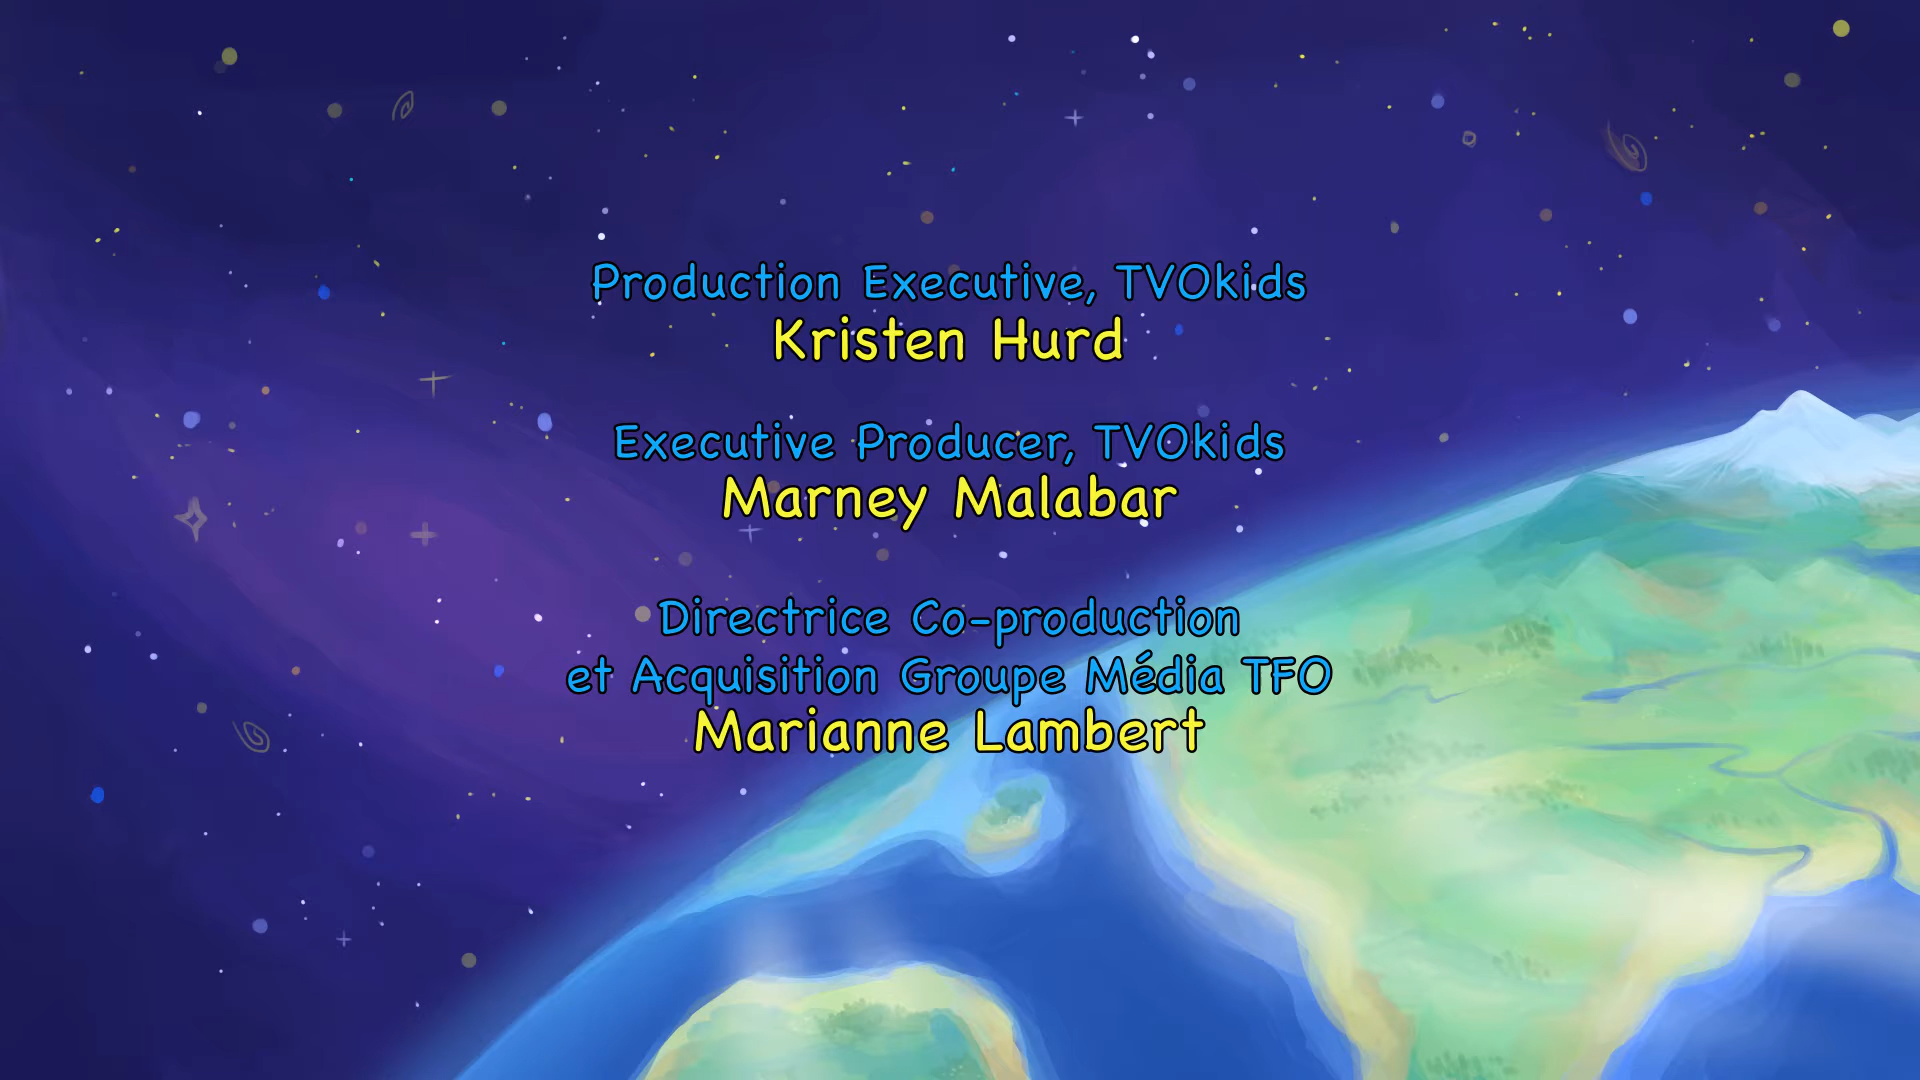 Production Executive, TVOkids
Kristen Hurd
Executive Producer, TVOkids
Marney Malabar
Directrice Co-production
et Acquisition Groupe Média TFO
Marianne Lambert